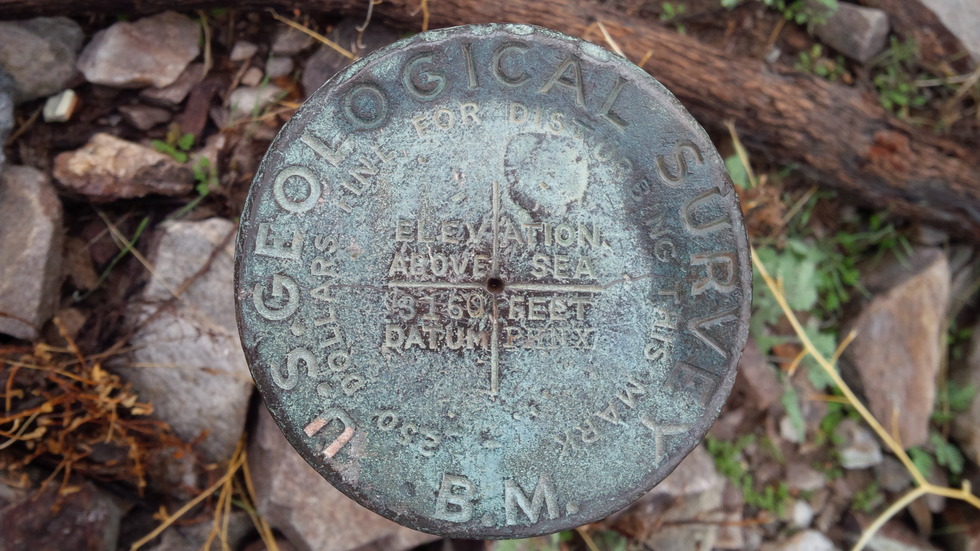 U.S. GEOLOGICAL SURVEY
B.M.
250 DOLLARS FINE FOR DISTURBING THIS MARK
ELEVATION
ABOVE SEA
FEET
DATUM